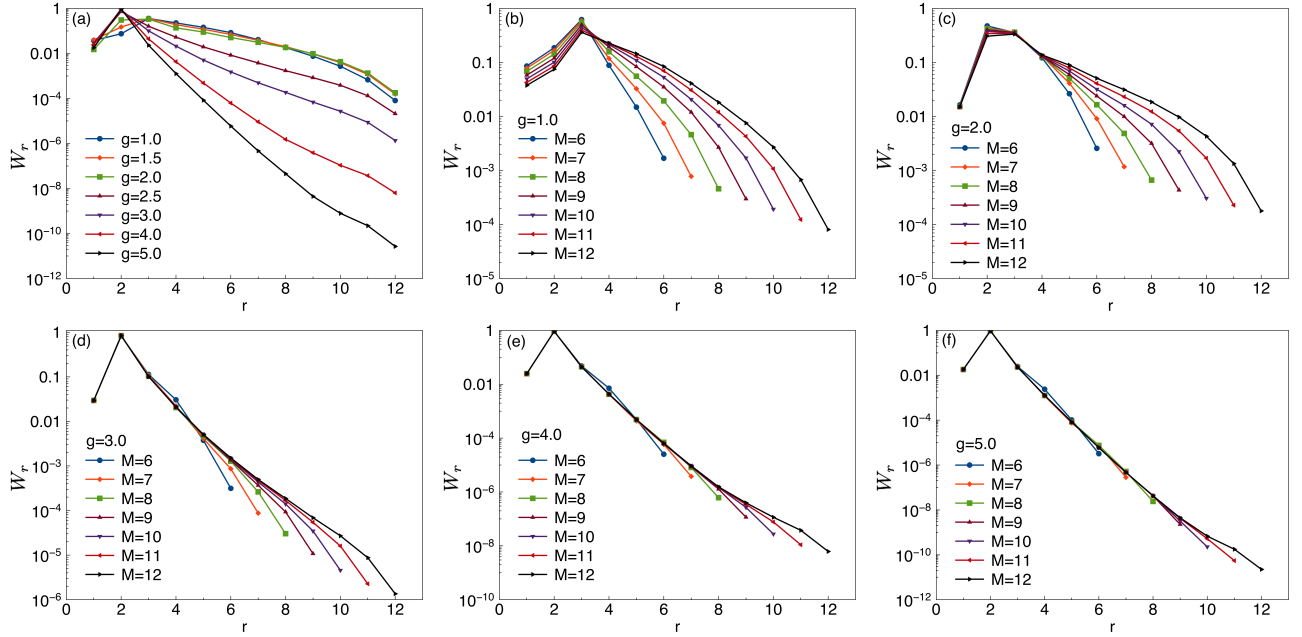 (a)
1
0.01
10⁻⁴
10⁻⁶
10⁻⁸
10⁻¹⁰
10⁻¹²
Wᵣ
g=1.0
g=1.5
g=2.0
g=2.5
g=3.0
g=4.0
g=5.0
0 2 4 6 8 10 12
r
(b)
1
0.1
0.01
10⁻³
10⁻⁴
10⁻⁵
Wᵣ
g=1.0
M=6
M=7
M=8
M=9
M=10
M=11
M=12
0 2 4 6 8 10 12
r
(c)
1
0.1
0.01
10⁻³
10⁻⁴
10⁻⁵
Wᵣ
g=2.0
M=6
M=7
M=8
M=9
M=10
M=11
M=12
0 2 4 6 8 10 12
r
(d)
1
0.1
0.01
10⁻³
10⁻⁴
10⁻⁵
10⁻⁶
Wᵣ
g=3.0
M=6
M=7
M=8
M=9
M=10
M=11
M=12
0 2 4 6 8 10 12
r
(e)
1
0.01
10⁻⁴
10⁻⁶
10⁻⁸
10⁻¹⁰
Wᵣ
g=4.0
M=6
M=7
M=8
M=9
M=10
M=11
M=12
0 2 4 6 8 10 12
r
(f)
1
0.01
10⁻⁴
10⁻⁶
10⁻⁸
10⁻¹⁰
10⁻¹²
Wᵣ
g=5.0
M=6
M=7
M=8
M=9
M=10
M=11
M=12
0 2 4 6 8 10 12
r